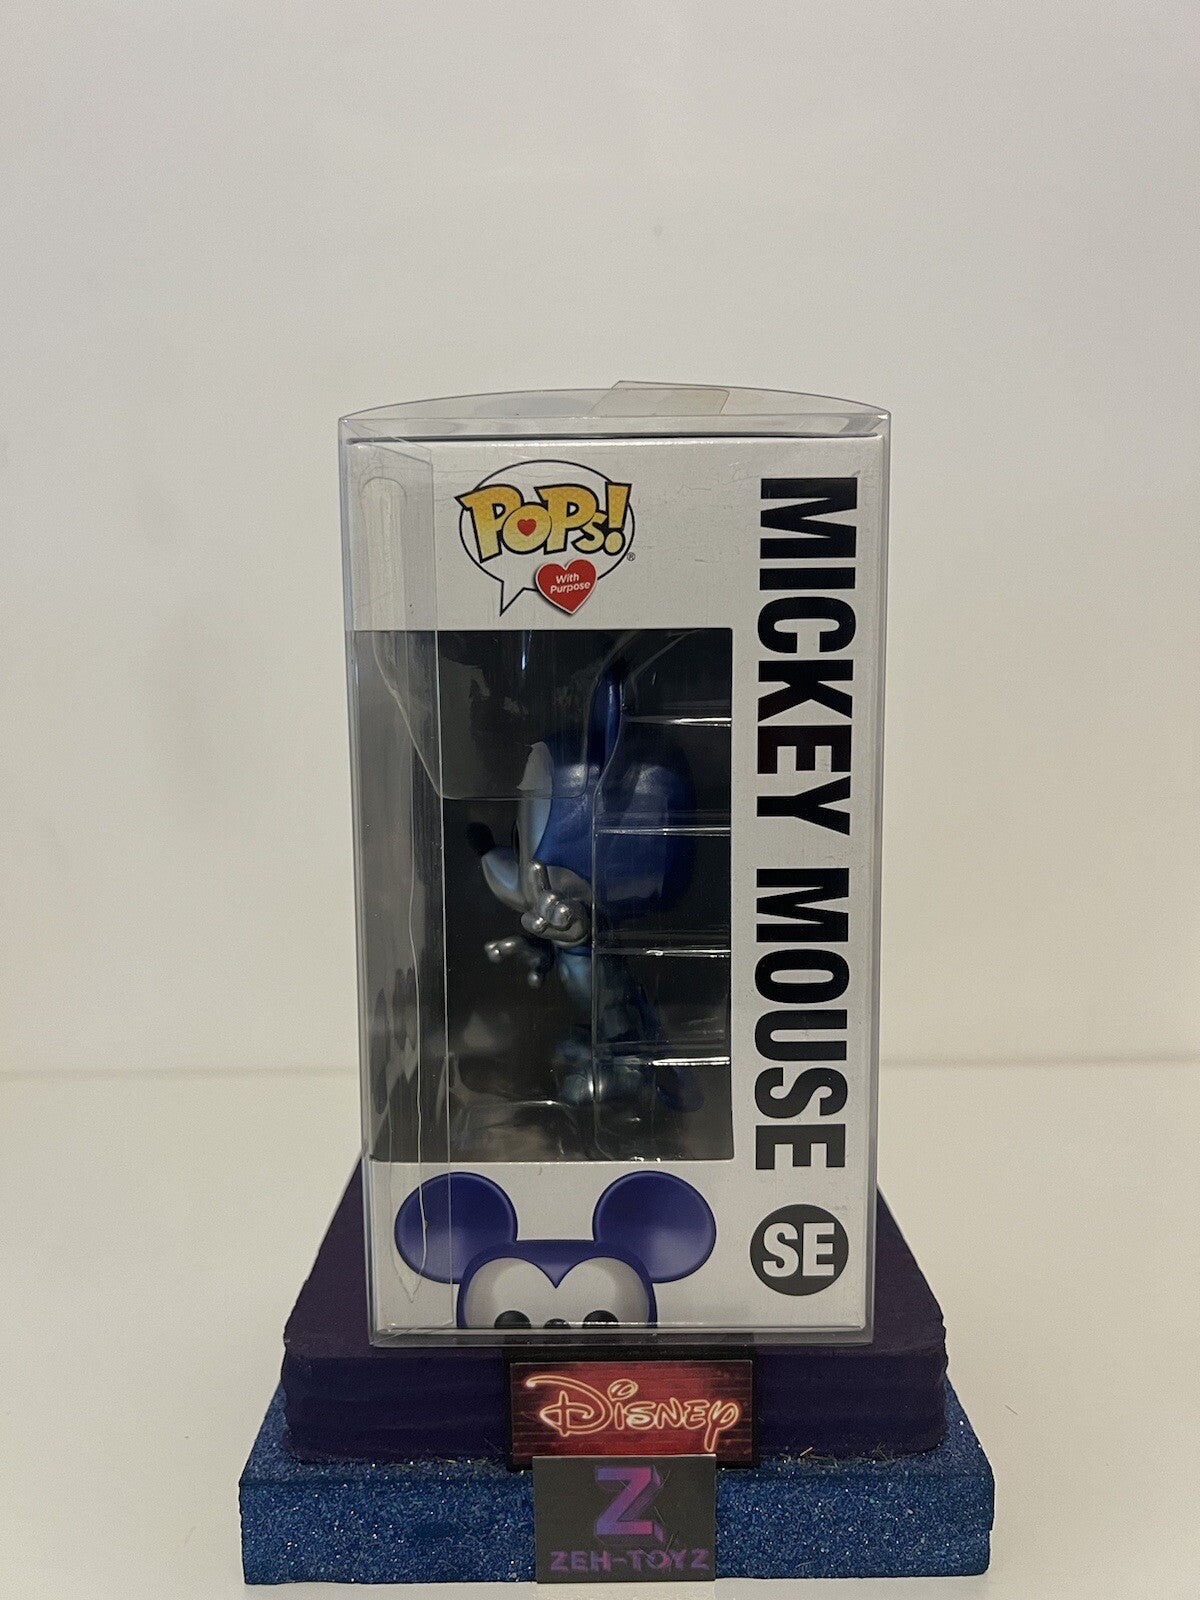 POPs!®
With
Purpose
MICKEY MOUSE
SE
DISNEY
Z
ZEH-TOYZ